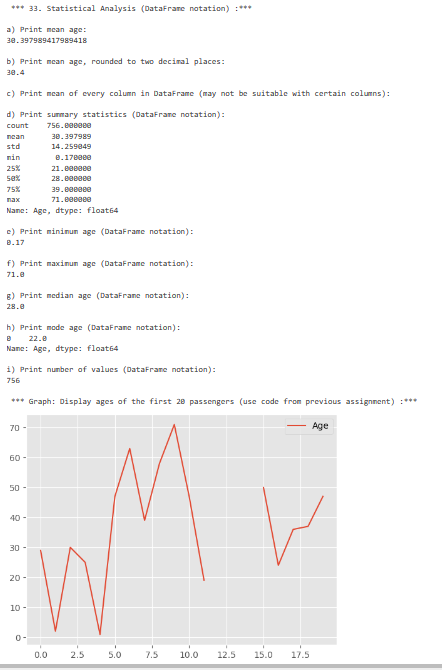 *** 33. Statistical Analysis (DataFrame notation) :***
a) Print mean age:
30.397989417989418
b) Print mean age, rounded to two decimal places:
30.4
c) Print mean of every column in DataFrame (may not be suitable with certain columns):
d) Print summary statistics (DataFrame notation):
count 756.000000
mean 30.397989
std 14.259049
min 0.170000
25% 21.000000
50% 28.000000
75% 39.000000
max 71.000000
Name: Age, dtype: float64
e) Print minimum age (DataFrame notation):
0.17
f) Print maximum age (DataFrame notation):
71.0
g) Print median age (DataFrame notation):
28.0
h) Print mode age (DataFrame notation):
0 22.0
Name: Age, dtype: float64
i) Print number of values (DataFrame notation):
756
*** Graph: Display ages of the first 20 passengers (use code from previous assignment) :***
Age
70
60
50
40
30
20
10
0
0.0 2.5 5.0 7.5 10.0 12.5 15.0 17.5